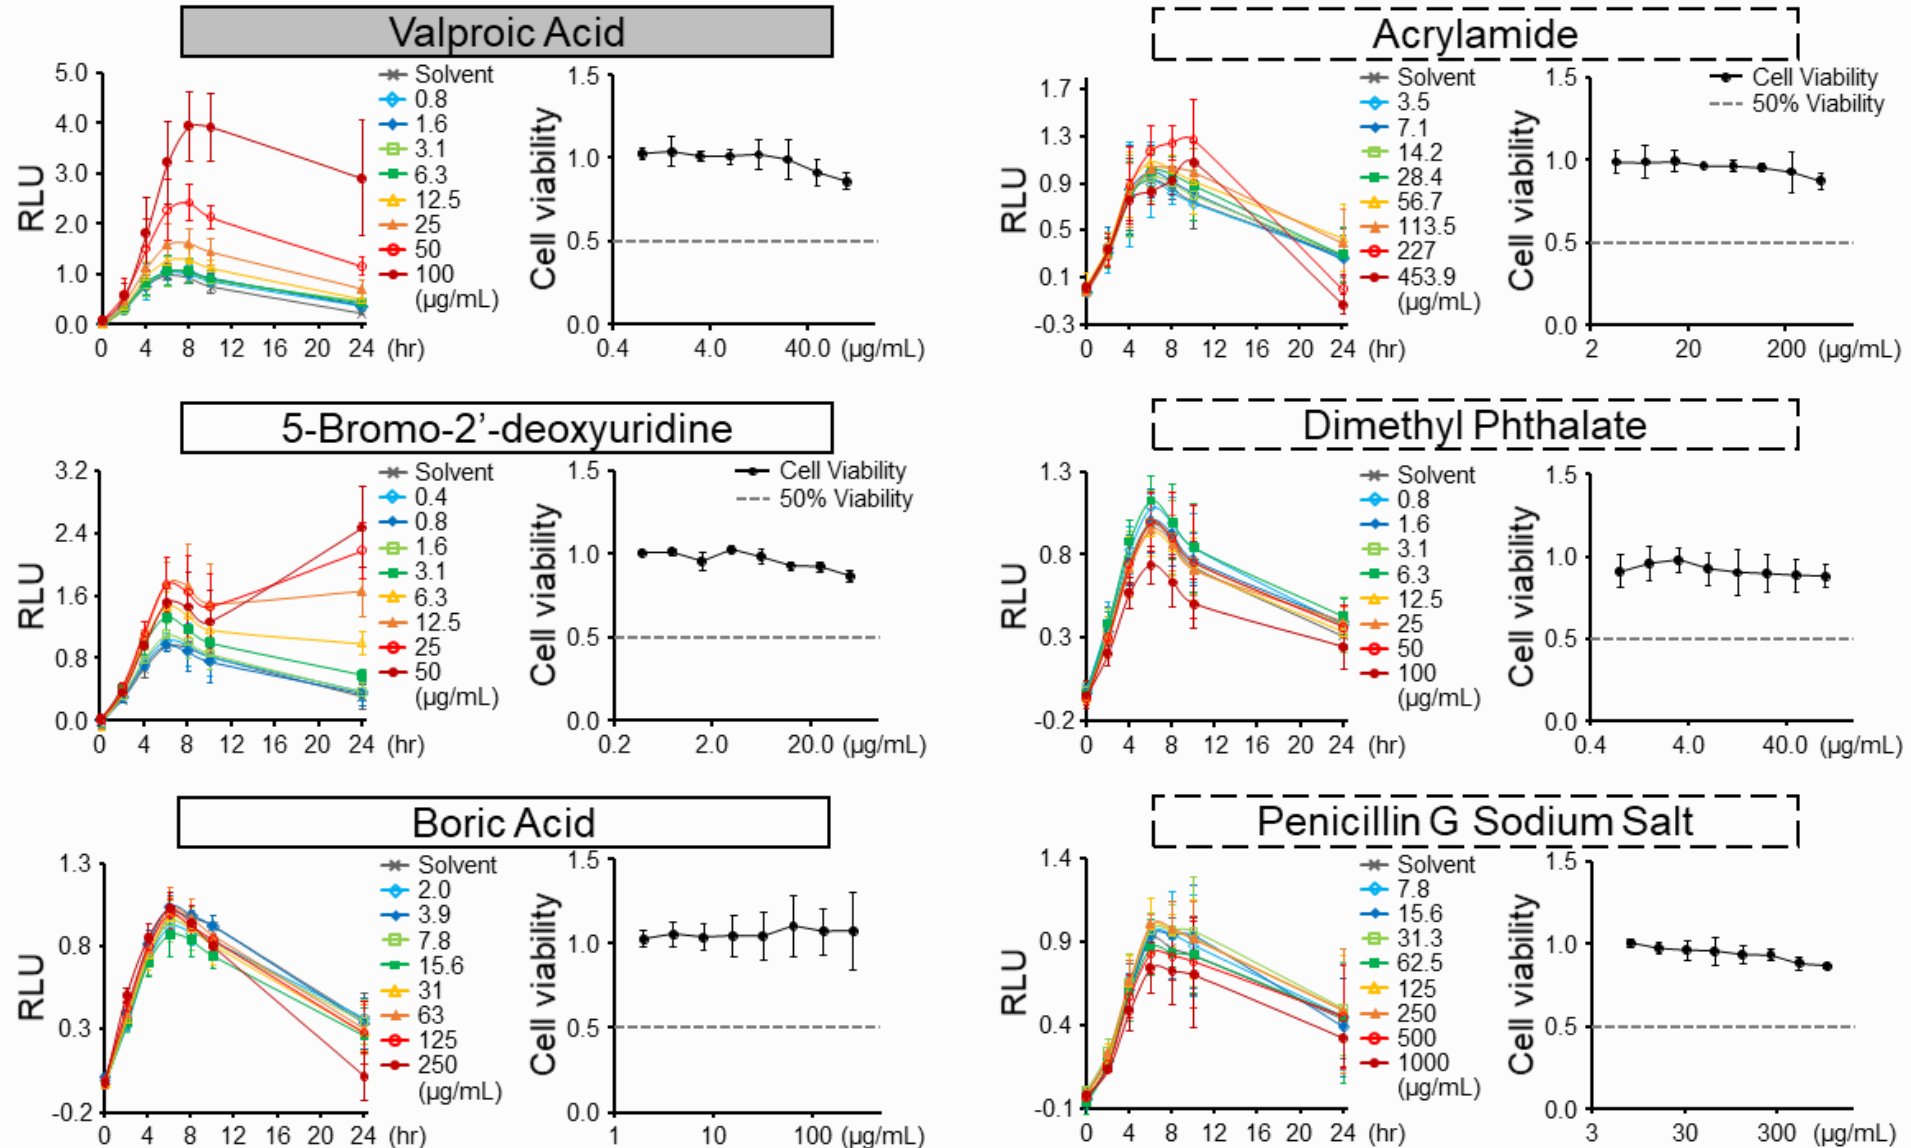 Valproic Acid
RLU
5.0
4.0
3.0
2.0
1.0
0.0
0 4 8 12 16 20 24 (hr)
Solvent
0.8
1.6
3.1
6.3
12.5
25
50
100
(µg/mL)
Cell viability
1.5
1.0
0.5
0.0
0.4 4.0 40.0 (µg/mL)
Acrylamide
RLU
1.7
1.3
0.9
0.5
0.1
-0.3
0 4 8 12 16 20 24 (hr)
Solvent
3.5
7.1
14.2
28.4
56.7
113.5
227
453.9
(µg/mL)
Cell viability
1.5
1.0
0.5
0.0
2 20 200 (µg/mL)
Cell Viability
50% Viability
5-Bromo-2’-deoxyuridine
RLU
3.2
2.4
1.6
0.8
0.0
0 4 8 12 16 20 24 (hr)
Solvent
0.4
0.8
1.6
3.1
6.3
12.5
25
50
(µg/mL)
Cell viability
1.5
1.0
0.5
0.0
0.2 2.0 20.0 (µg/mL)
Cell Viability
50% Viability
Dimethyl Phthalate
RLU
1.3
0.8
0.3
-0.2
0 4 8 12 16 20 24 (hr)
Solvent
0.8
1.6
3.1
6.3
12.5
25
50
100
(µg/mL)
Cell viability
1.5
1.0
0.5
0.0
0.4 4.0 40.0 (µg/mL)
Boric Acid
RLU
1.3
0.8
0.3
-0.2
0 4 8 12 16 20 24 (hr)
Solvent
2.0
3.9
7.8
15.6
31
63
125
250
(µg/mL)
Cell viability
1.5
1.0
0.5
0.0
1 10 100 (µg/mL)
Penicillin G Sodium Salt
RLU
1.4
0.9
0.4
-0.1
0 4 8 12 16 20 24 (hr)
Solvent
7.8
15.6
31.3
62.5
125
250
500
1000
(µg/mL)
Cell viability
1.5
1.0
0.5
0.0
3 30 300 (µg/mL)